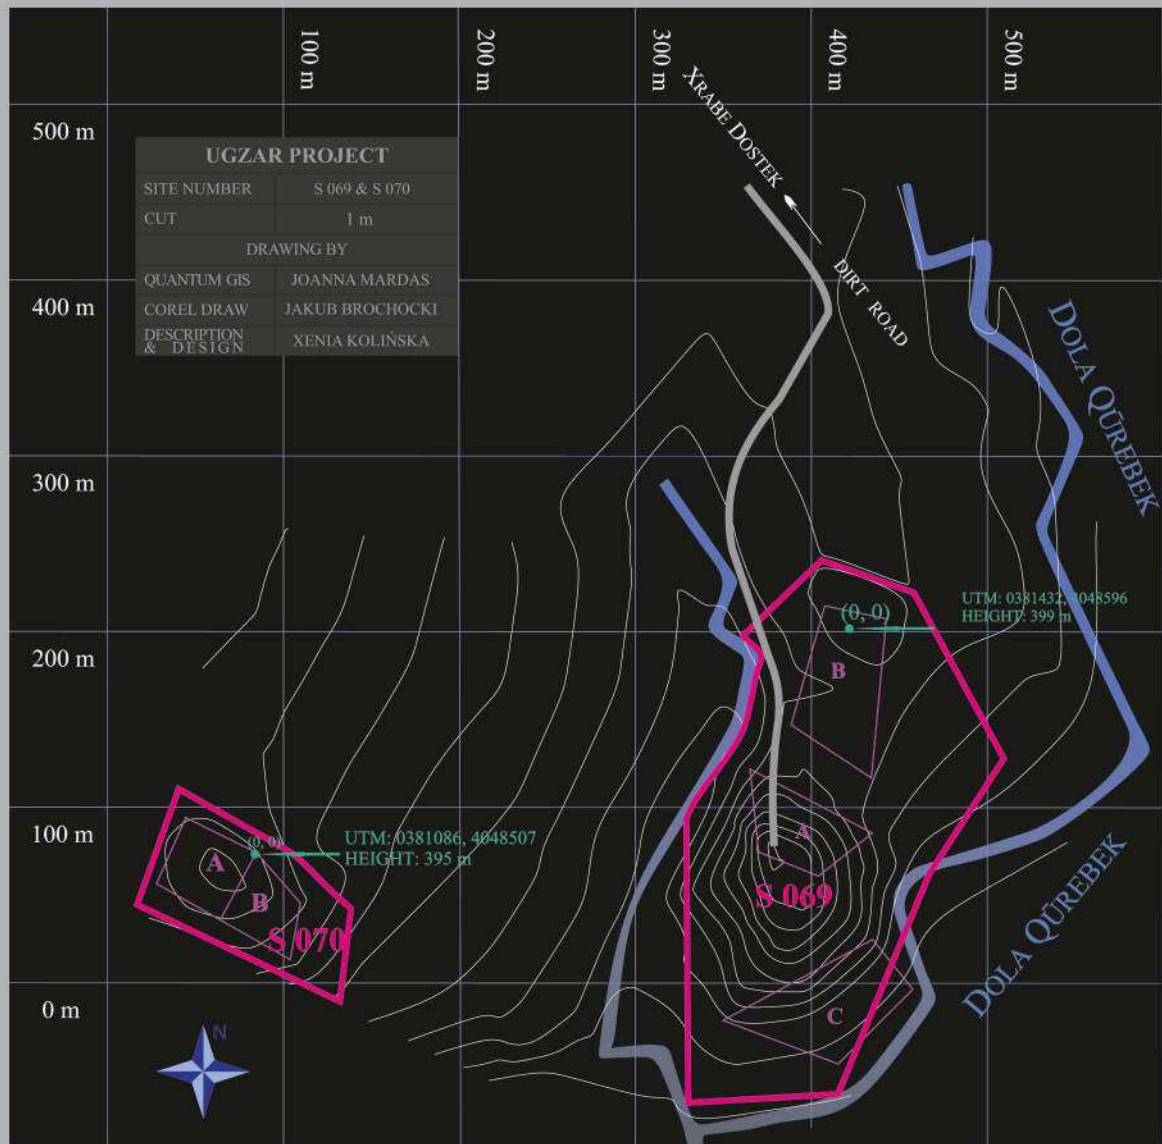 100 m
200 m
300 m
400 m
500 m
500 m
400 m
300 m
200 m
100 m
0 m
UGZAR PROJECT
SITE NUMBER S 069 & S 070
CUT 1 m
DRAWING BY
QUANTUM GIS JOANNA MARDAS
COREL DRAW JAKUB BROCHOCKI
DESCRIPTION
& DESIGN XENIA KOLIŃSKA
XRABE DOSTEK
DIRT ROAD
DOLA QŪREBEK
UTM: 0381432, 4048596
HEIGHT: 399 m
(0, 0)
B
A
S 069
C
DOLA QŪREBEK
(0, 0)
UTM: 0381086, 4048507
HEIGHT: 395 m
A
B
S 070
N